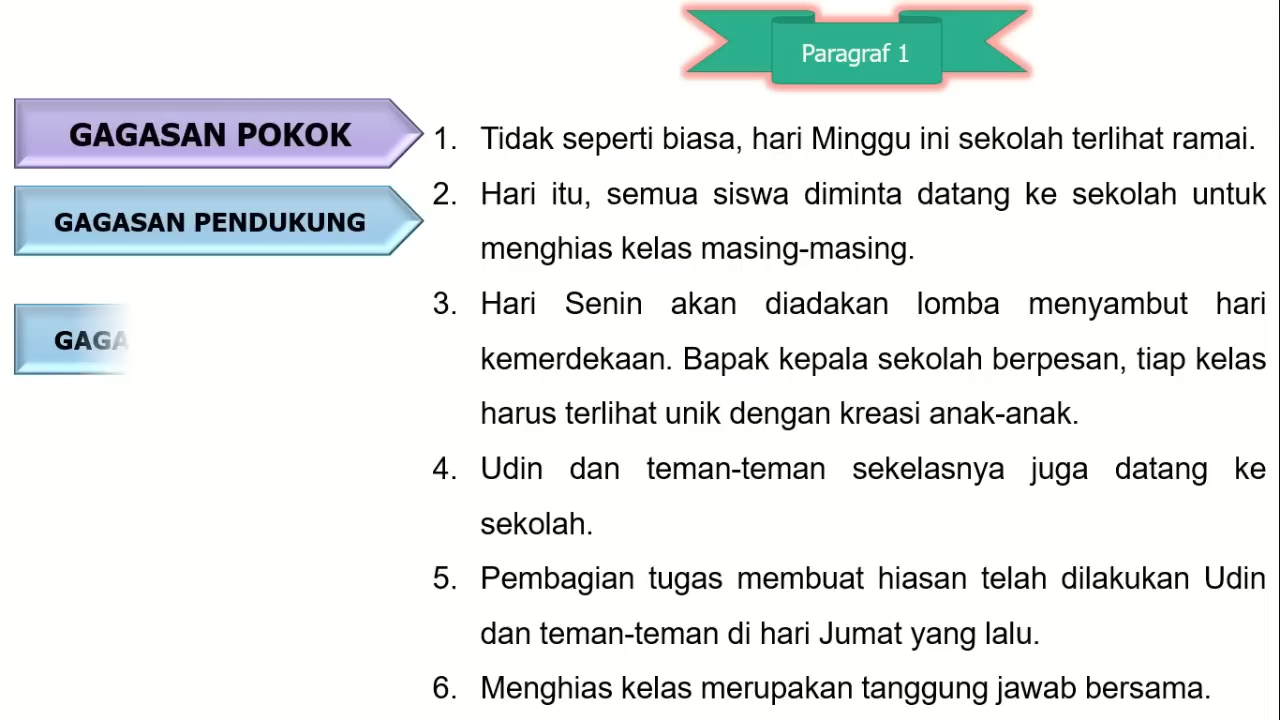 Paragraf 1
GAGASAN POKOK
1. Tidak seperti biasa, hari Minggu ini sekolah terlihat ramai.
GAGASAN PENDUKUNG
2. Hari itu, semua siswa diminta datang ke sekolah untuk
menghias kelas masing-masing.
3. Hari Senin akan diadakan lomba menyambut hari
GAGA
kemerdekaan. Bapak kepala sekolah berpesan, tiap kelas
harus terlihat unik dengan kreasi anak-anak.
4. Udin dan teman-teman sekelasnya juga datang ke
sekolah.
5. Pembagian tugas membuat hiasan telah dilakukan Udin
dan teman-teman di hari Jumat yang lalu.
6. Menghias kelas merupakan tanggung jawab bersama.